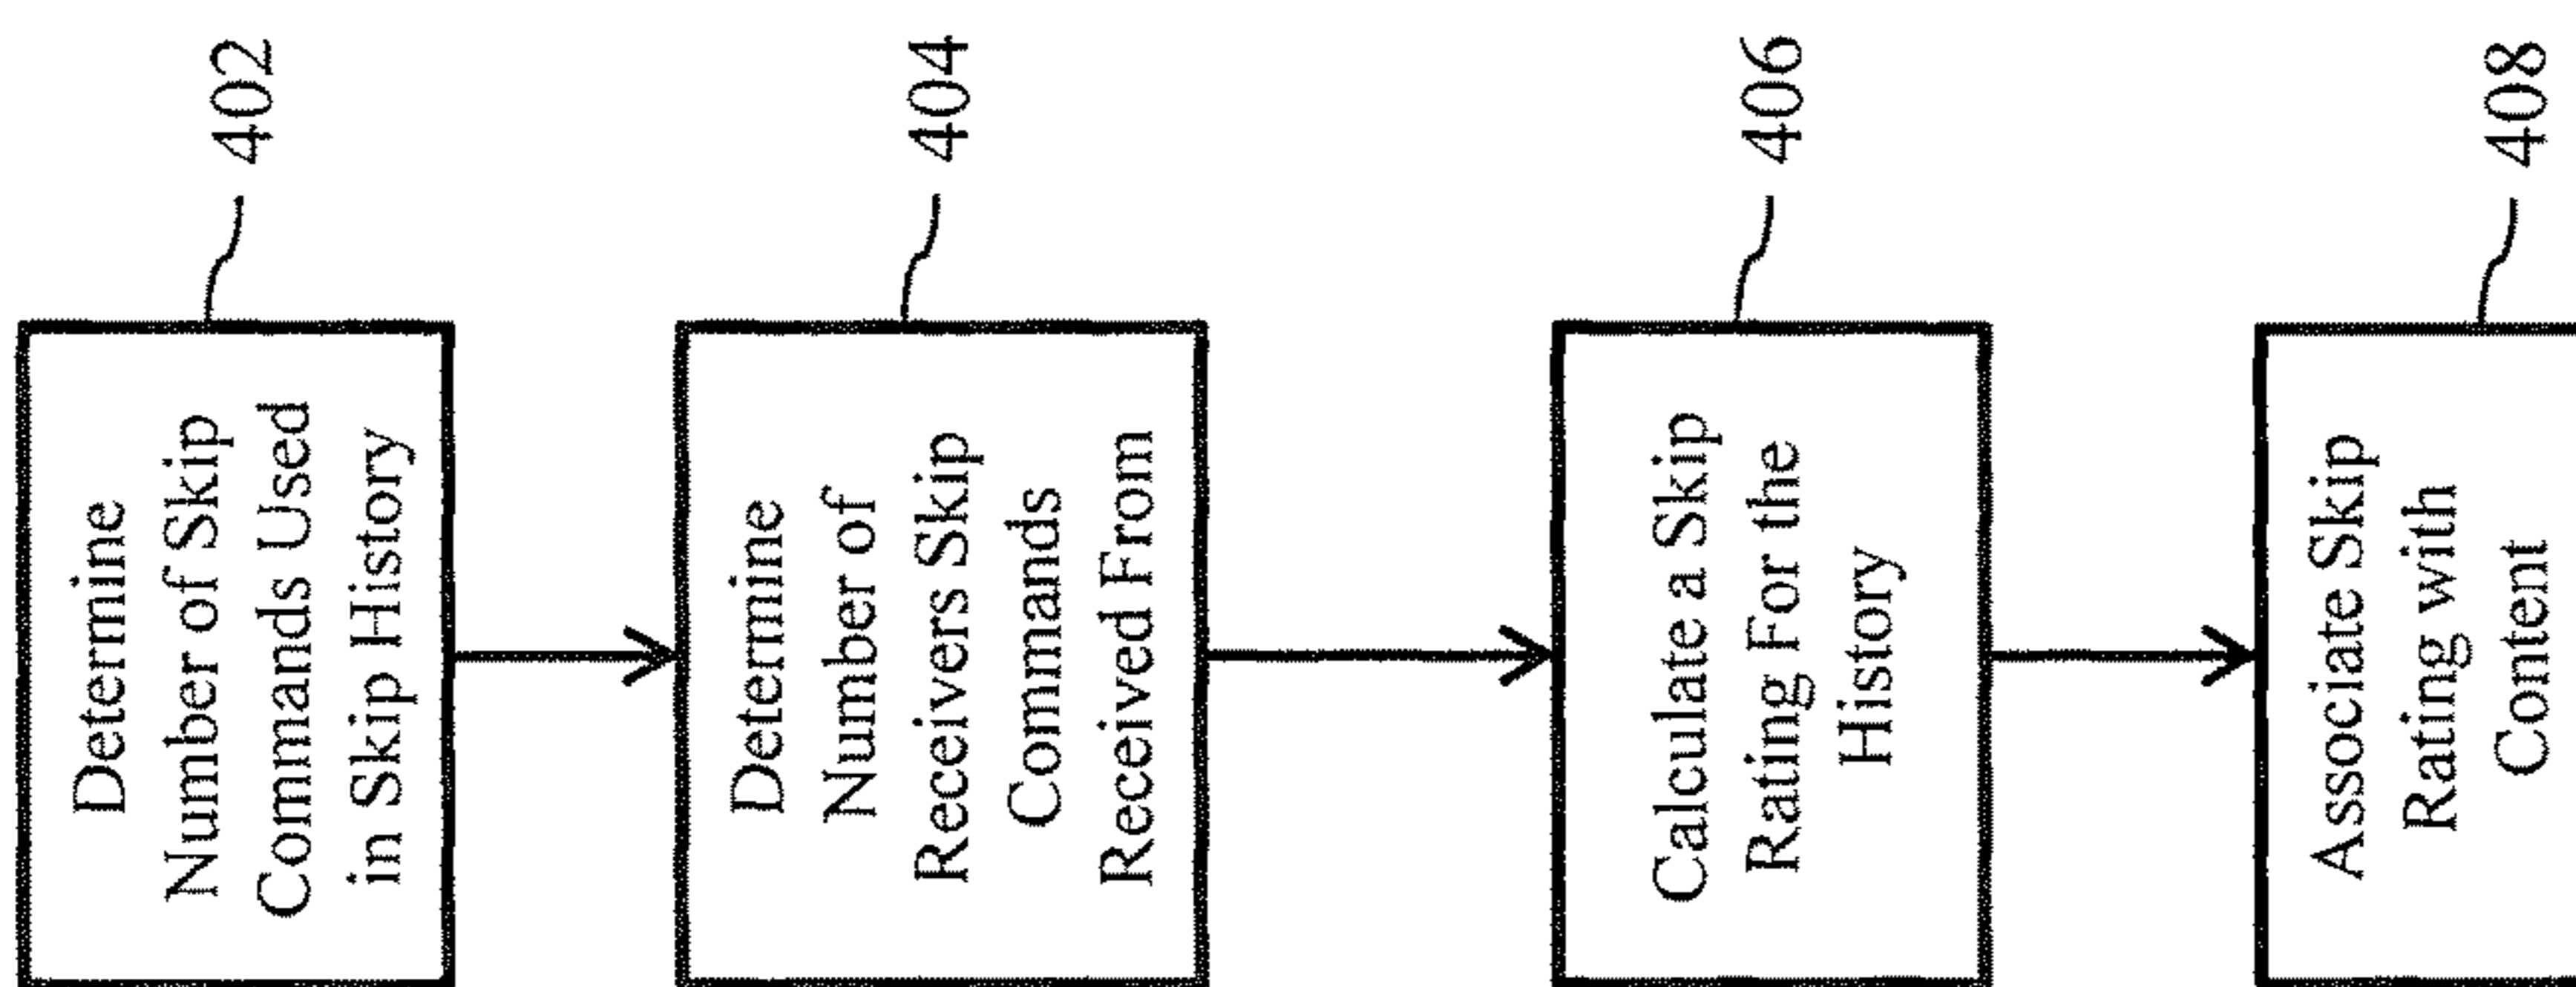 Determine
Number of Skip
Commands Used
in Skip History
402
Determine
Number of
Receivers Skip
Commands
Received From
404
Calculate a Skip
Rating For the
History
406
Associate Skip
Rating with
Content
408